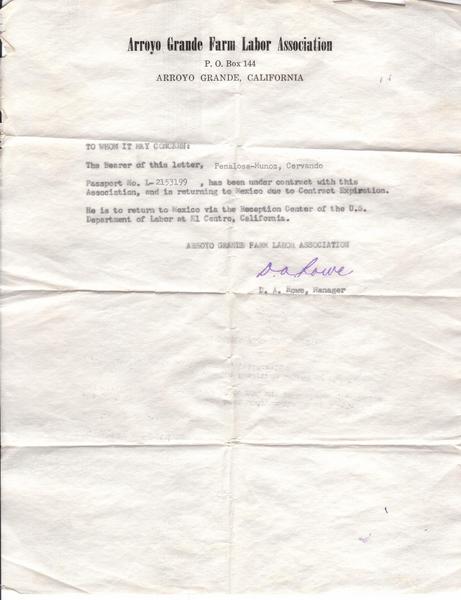 Arroyo Grande Farm Labor Association
P. O. Box 144
ARROYO GRANDE, CALIFORNIA
TO WHOM IT MAY CONCERN:
The Bearer of this letter, Penalosa-Munoz, Cervando
Passport No. L-2153199 , has been under contract with this
Association, and is returning to Mexico due to Contract Expiration.
He is to return to Mexico via the Reception Center of the U.S.
Department of Labor at El Centro, California.
ARROYO GRANDE FARM LABOR ASSOCIATION
D. A. Rowe
D. A. Rowe, Manager